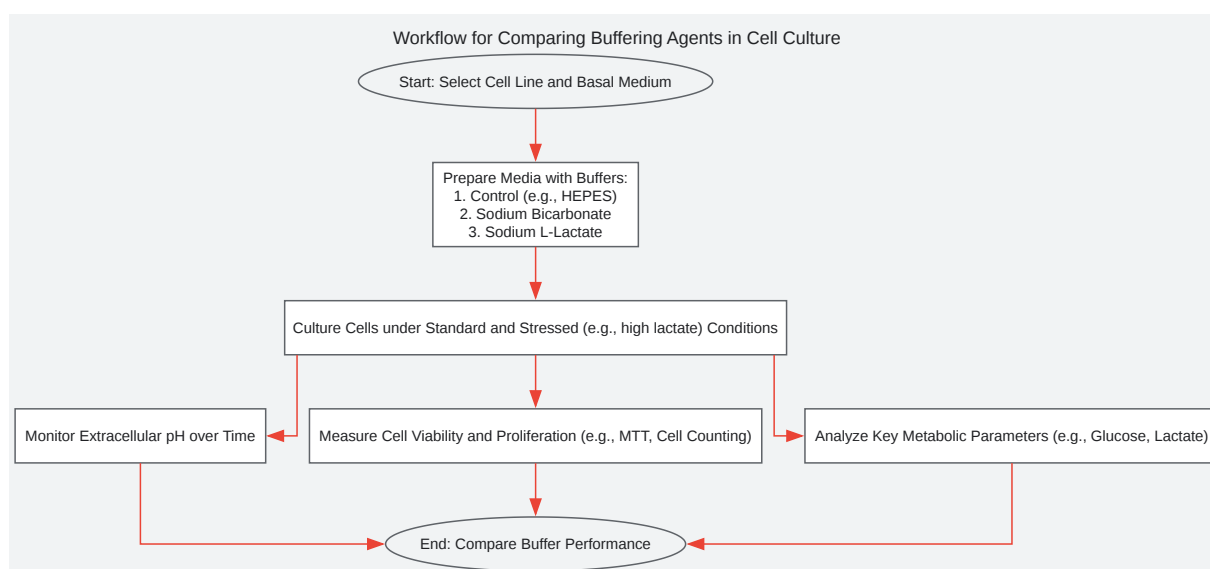 Workflow for Comparing Buffering Agents in Cell Culture
Start: Select Cell Line and Basal Medium
Prepare Media with Buffers:
1. Control (e.g., HEPES)
2. Sodium Bicarbonate
3. Sodium L-Lactate
Culture Cells under Standard and Stressed (e.g., high lactate) Conditions
Monitor Extracellular pH over Time
Measure Cell Viability and Proliferation (e.g., MTT, Cell Counting)
Analyze Key Metabolic Parameters (e.g., Glucose, Lactate)
End: Compare Buffer Performance